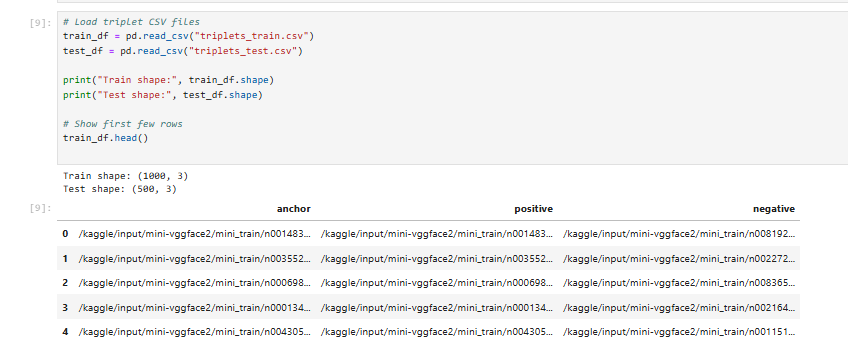 [9]:
# Load triplet CSV files
train_df = pd.read_csv("triplets_train.csv")
test_df = pd.read_csv("triplets_test.csv")
print("Train shape:", train_df.shape)
print("Test shape:", test_df.shape)
# Show first few rows
train_df.head()
Train shape: (1000, 3)
Test shape: (500, 3)
[9]:
anchor positive negative
0 /kaggle/input/mini-vggface2/mini_train/n001483... /kaggle/input/mini-vggface2/mini_train/n001483... /kaggle/input/mini-vggface2/mini_train/n008192...
1 /kaggle/input/mini-vggface2/mini_train/n003552... /kaggle/input/mini-vggface2/mini_train/n003552... /kaggle/input/mini-vggface2/mini_train/n002272...
2 /kaggle/input/mini-vggface2/mini_train/n000698... /kaggle/input/mini-vggface2/mini_train/n000698... /kaggle/input/mini-vggface2/mini_train/n008365...
3 /kaggle/input/mini-vggface2/mini_train/n000134... /kaggle/input/mini-vggface2/mini_train/n000134... /kaggle/input/mini-vggface2/mini_train/n002164...
4 /kaggle/input/mini-vggface2/mini_train/n004305... /kaggle/input/mini-vggface2/mini_train/n004305... /kaggle/input/mini-vggface2/mini_train/n001151...